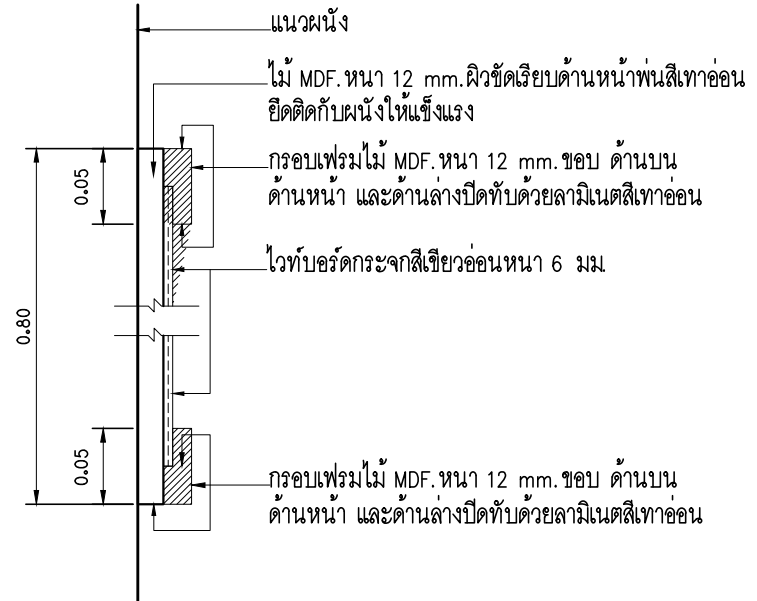 แนวผนัง
ไม้ MDF.หนา 12 mm.ผิวขัดเรียบด้านหน้าพ่นสีเทาอ่อน
ยึดติดกับผนังให้แข็งแรง
กรอบเฟรมไม้ MDF.หนา 12 mm.ขอบ ด้านบน
ด้านหน้า และด้านล่างปิดทับด้วยลามิเนตสีเทาอ่อน
0.05
ไวท์บอร์ดกระจกสีเขียวอ่อนหนา 6 มม.
0.80
0.05
กรอบเฟรมไม้ MDF.หนา 12 mm.ขอบ ด้านบน
ด้านหน้า และด้านล่างปิดทับด้วยลามิเนตสีเทาอ่อน